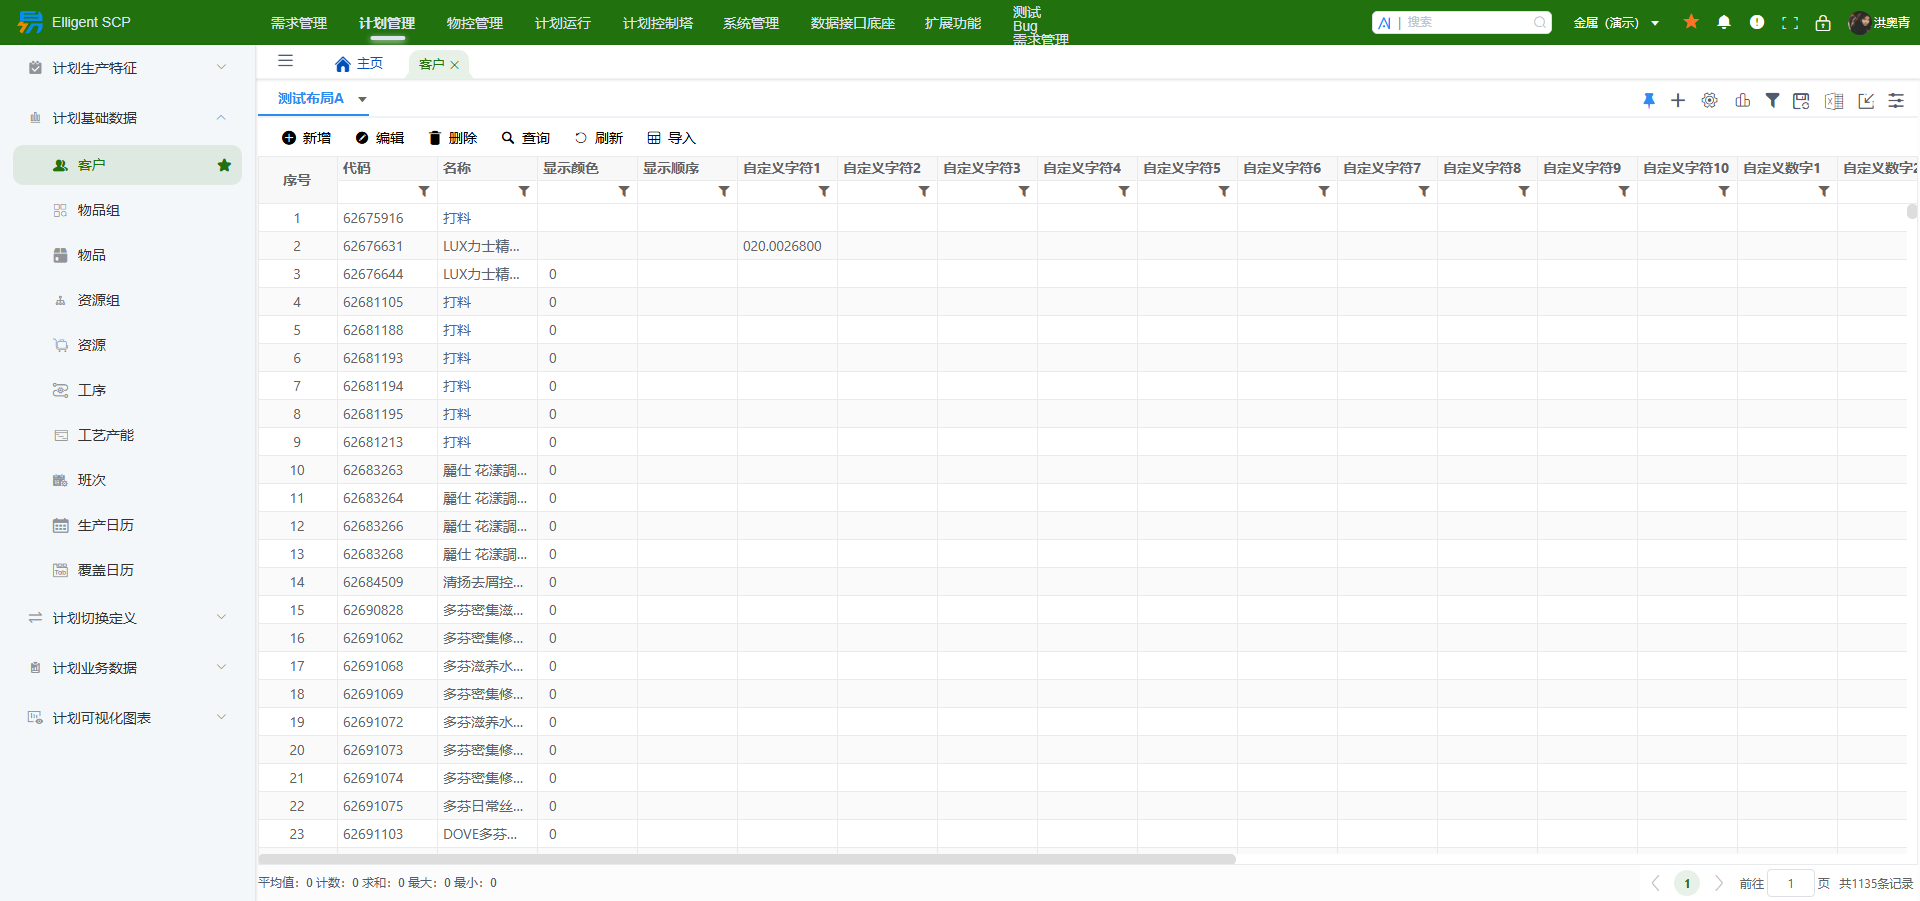 Elligent SCP
需求管理 计划管理 物控管理 计划运行 计划控制塔 系统管理 数据接口底座 扩展功能 测试
Bug
需求管理
AI | 搜索
金属（演示）
洪奥青
计划生产特征
计划基础数据
客户
物品组
物品
资源组
资源
工序
工艺产能
班次
生产日历
覆盖日历
计划切换定义
计划业务数据
计划可视化图表
主页 客户
测试布局A
新增 编辑 删除 查询 刷新 导入
序号 代码 名称 显示颜色 显示顺序 自定义字符1 自定义字符2 自定义字符3 自定义字符4 自定义字符5 自定义字符6 自定义字符7 自定义字符8 自定义字符9 自定义字符10 自定义数字1 自定义数字2
1 62675916 打料
2 62676631 LUX力士精... 020.0026800
3 62676644 LUX力士精... 0
4 62681105 打料 0
5 62681188 打料 0
6 62681193 打料 0
7 62681194 打料 0
8 62681195 打料 0
9 62681213 打料 0
10 62683263 麗仕 花漾調... 0
11 62683264 麗仕 花漾調... 0
12 62683266 麗仕 花漾調... 0
13 62683268 麗仕 花漾調... 0
14 62684509 清扬去屑控... 0
15 62690828 多芬密集滋... 0
16 62691062 多芬密集修... 0
17 62691068 多芬滋养水... 0
18 62691069 多芬密集修... 0
19 62691072 多芬滋养水... 0
20 62691073 多芬密集修... 0
21 62691074 多芬密集修... 0
22 62691075 多芬日常丝... 0
23 62691103 DOVE多芬... 0
平均值：0 计数：0 求和：0 最大：0 最小：0
1 前往 1 页 共1135条记录